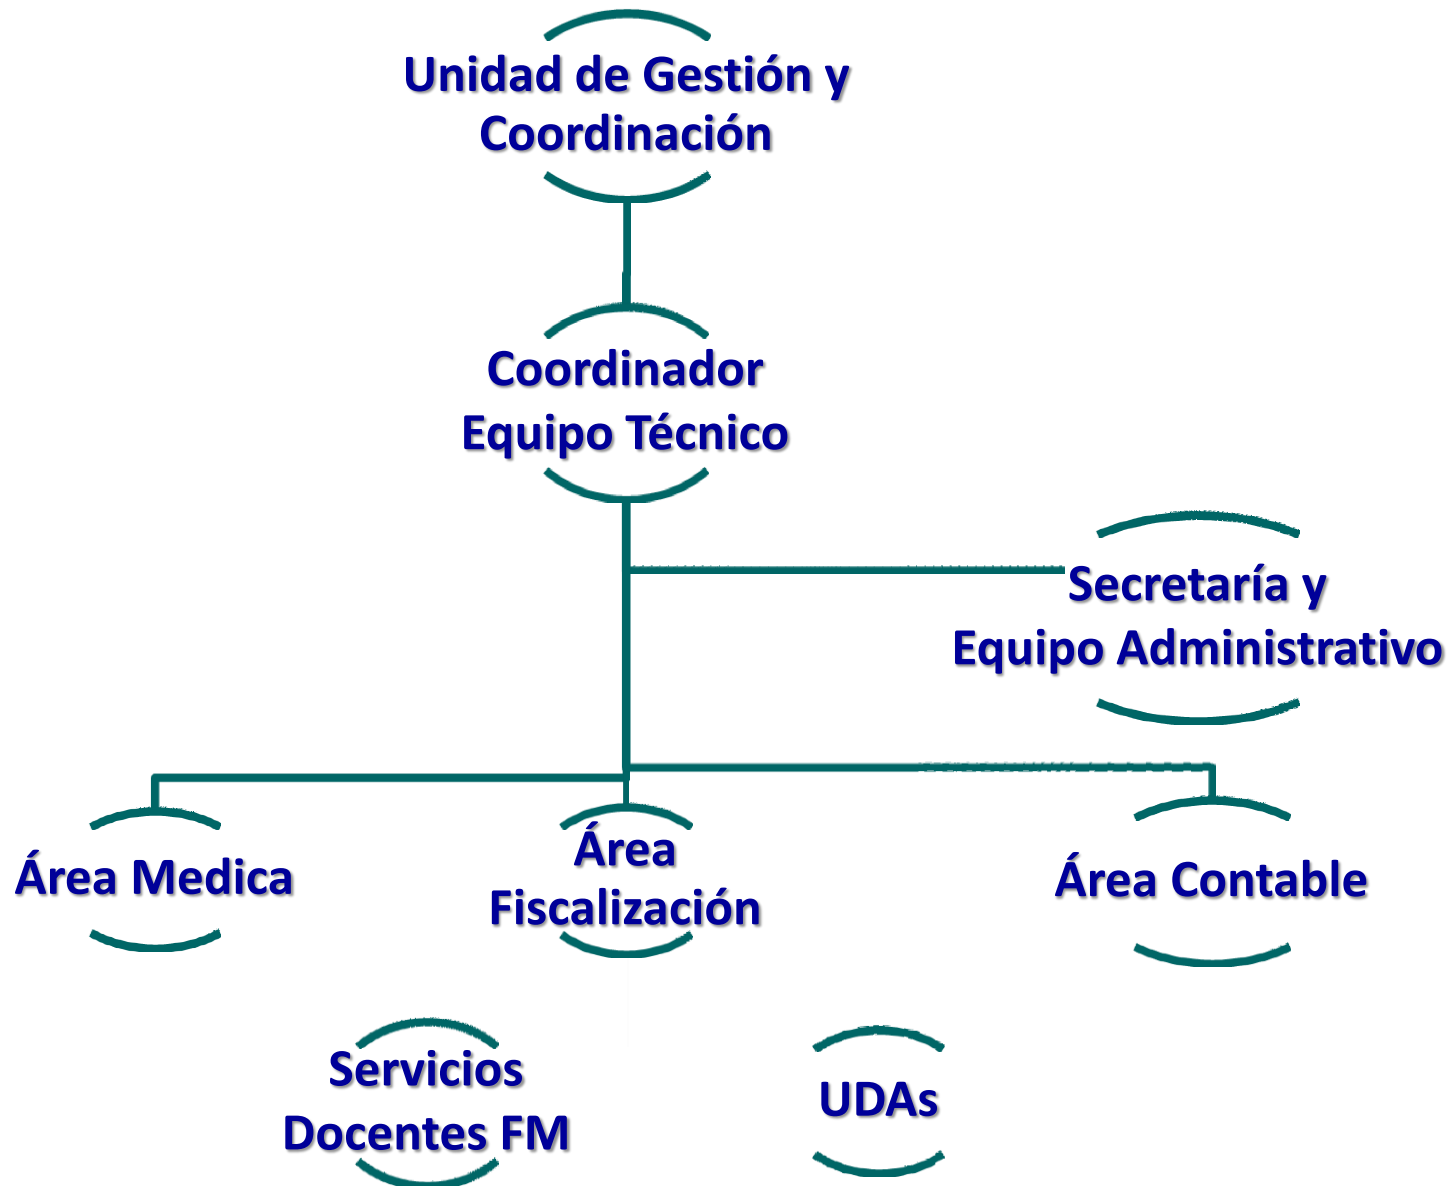 Unidad de Gestión y
Coordinación
Coordinador
Equipo Técnico
Secretaría y
Equipo Administrativo
Área Medica
Área
Fiscalización
Área Contable
Servicios
Docentes FM
UDAs